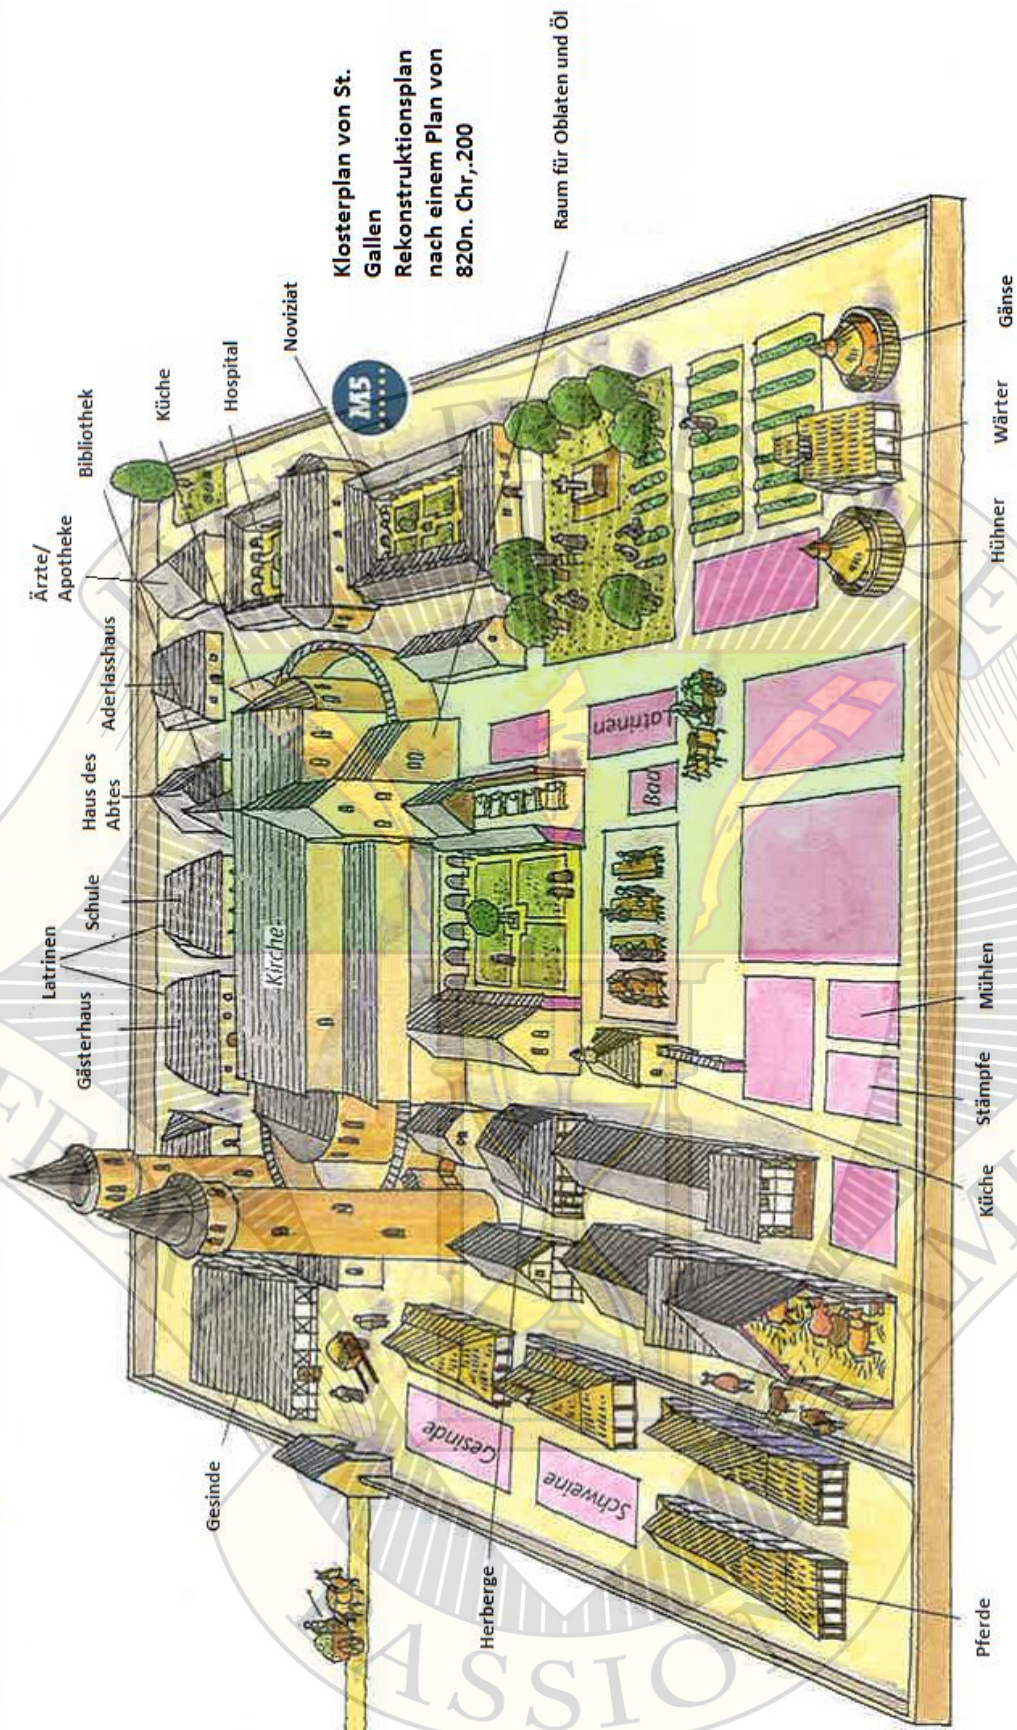 Ärzte/
Apotheke
Latrinen
Bibliothek
Gästerhaus
Schule
Haus des
Abtes
Aderlasshaus
Küche
Gesinde
Hospital
Noviziat
Kirche
M5
Klosterplan von St.
Gallen
Rekonstruktionsplan
nach einem Plan von
820n. Chr,.200
Raum für Oblaten und Öl
Herberge
Gesinde
Schweine
Bad
Latrinen
Pferde
Küche
Stämpfe
Mühlen
Hühner
Wärter
Gänse
PASSION